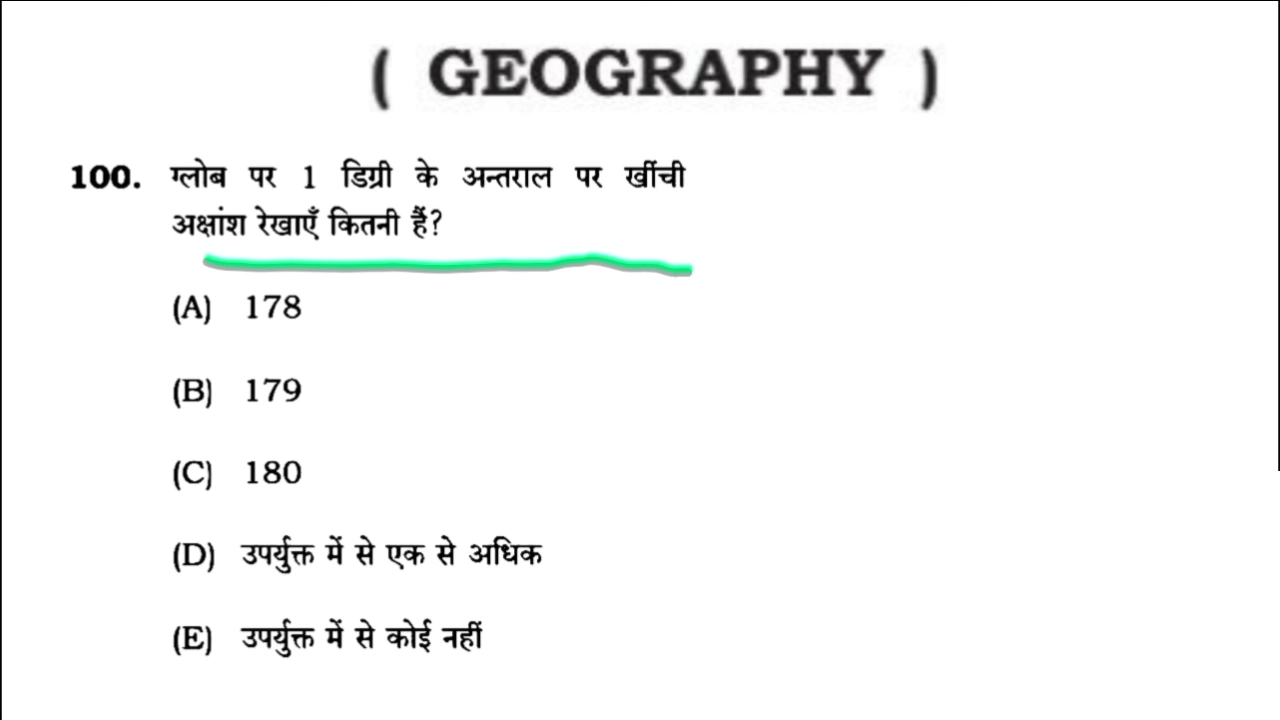 ( GEOGRAPHY )
100. ग्लोब पर 1 डिग्री के अन्तराल पर खींची
अक्षांश रेखाएँ कितनी हैं?
(A) 178
(B) 179
(C) 180
(D) उपर्युक्त में से एक से अधिक
(E) उपर्युक्त में से कोई नहीं